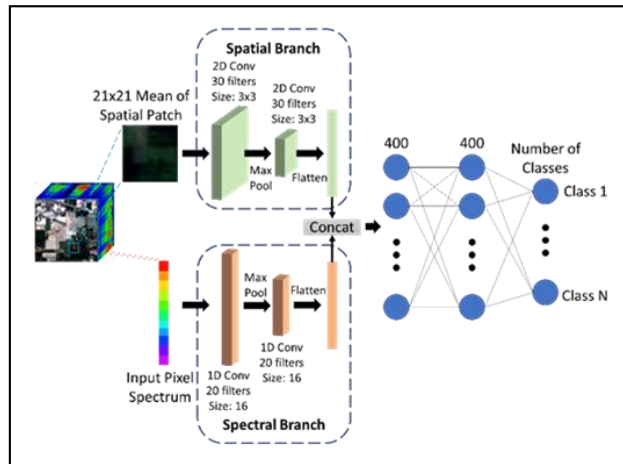 Spatial Branch
2D Conv
30 filters
Size: 3x3
2D Conv
30 filters
Size: 3x3
21x21 Mean of
Spatial Patch
Max
Pool
Flatten
400
400
Number of
Classes
Class 1
Concat
Class N
Max
Pool
Flatten
1D Conv
20 filters
Size: 16
1D Conv
20 filters
Size: 16
Input Pixel
Spectrum
Spectral Branch